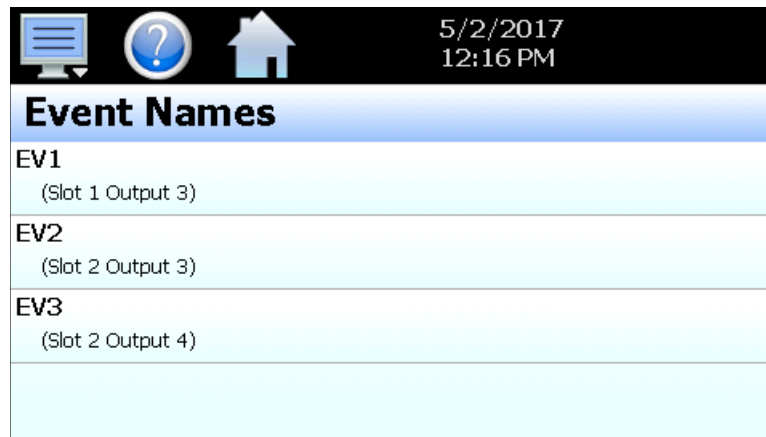 5/2/2017
12:16 PM
Event Names
EV1
(Slot 1 Output 3)
EV2
(Slot 2 Output 3)
EV3
(Slot 2 Output 4)